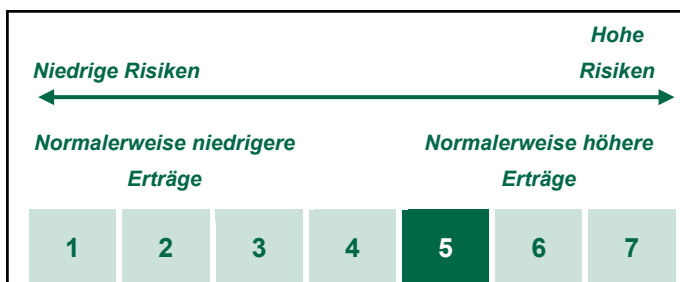 Hohe
Niedrige Risiken Risiken
Normalerweise niedrigere Normalerweise höhere
Erträge Erträge
1 2 3 4 5 6 7